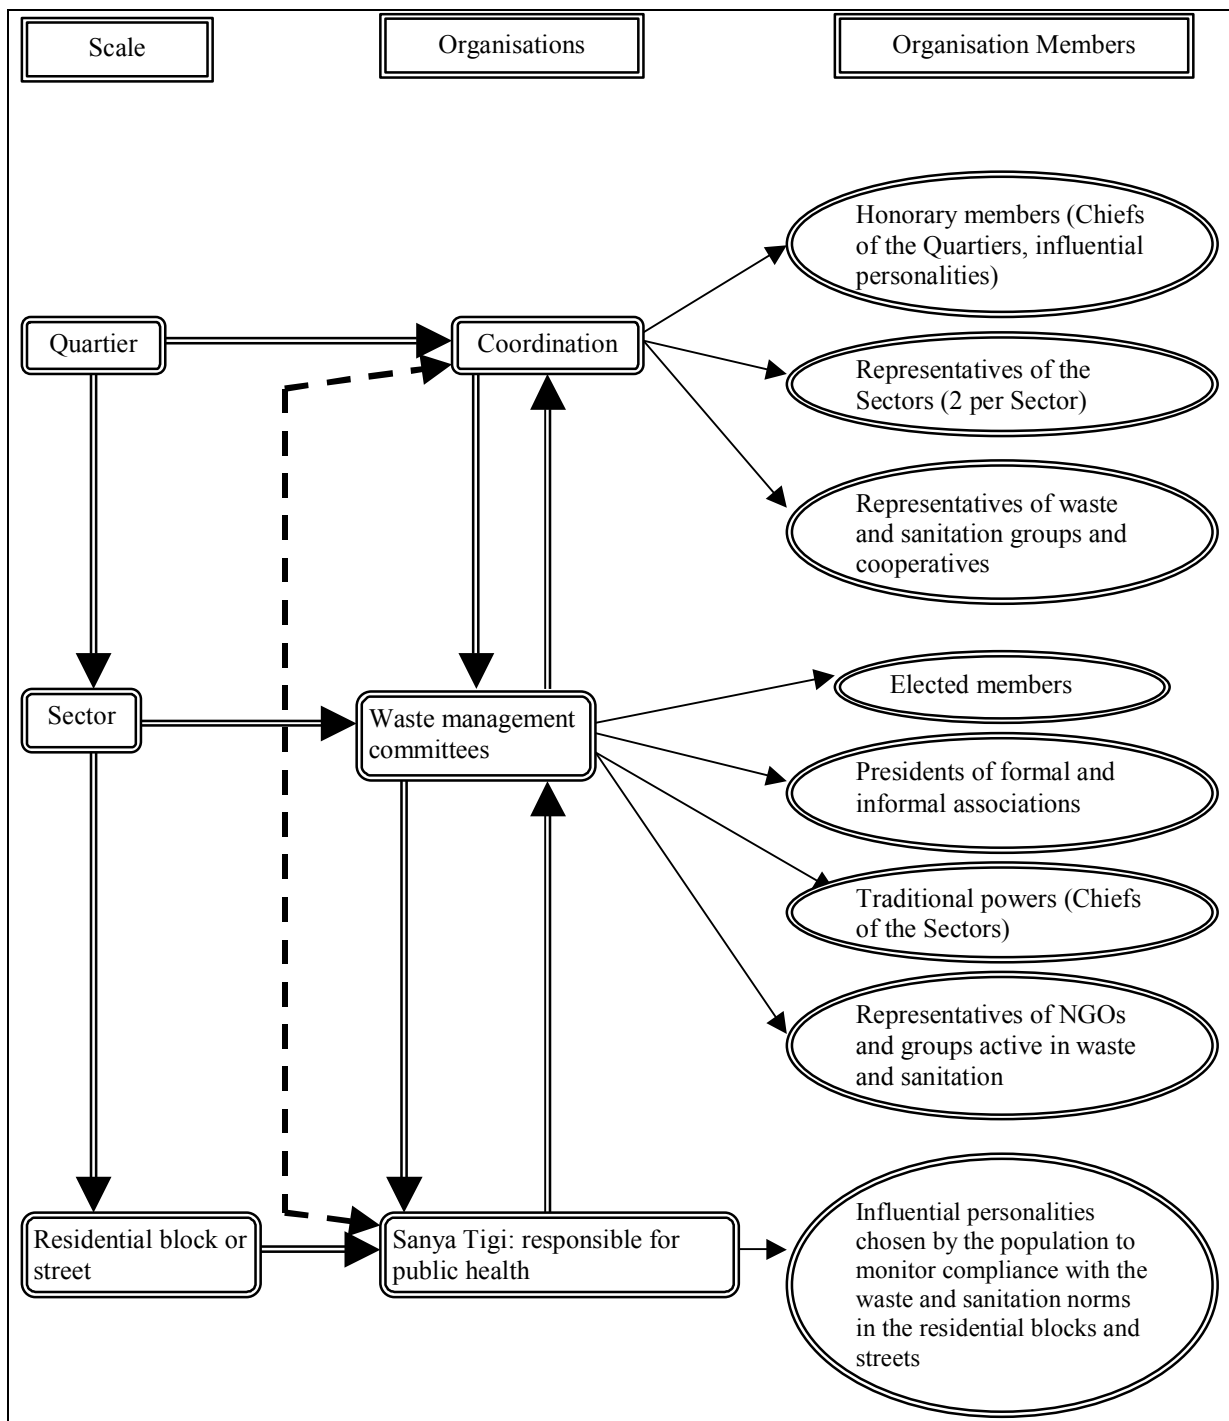 Scale
Organisations
Organisation Members
Honorary members (Chiefs
of the Quartiers, influential
personalities)
Quartier
Coordination
Representatives of the
Sectors (2 per Sector)
Representatives of waste
and sanitation groups and
cooperatives
Sector
Waste management
committees
Elected members
Presidents of formal and
informal associations
Traditional powers (Chiefs
of the Sectors)
Representatives of NGOs
and groups active in waste
and sanitation
Residential block or
street
Sanya Tigi: responsible for
public health
Influential personalities
chosen by the population to
monitor compliance with the
waste and sanitation norms
in the residential blocks and
streets